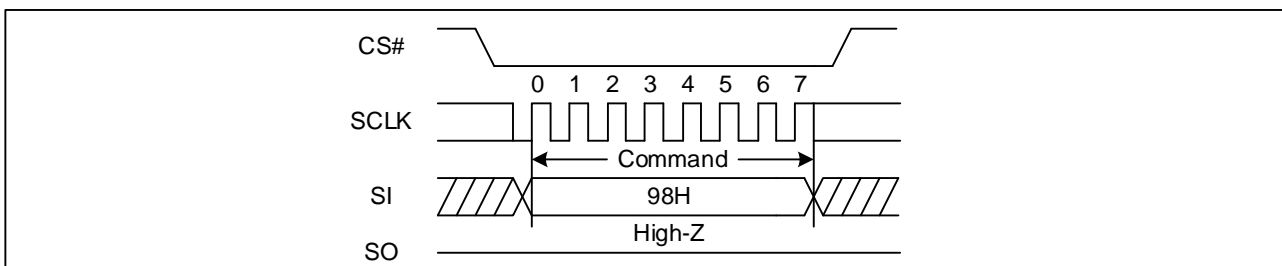 CS#
0 1 2 3 4 5 6 7
SCLK
Command
SI 98H
High-Z
SO